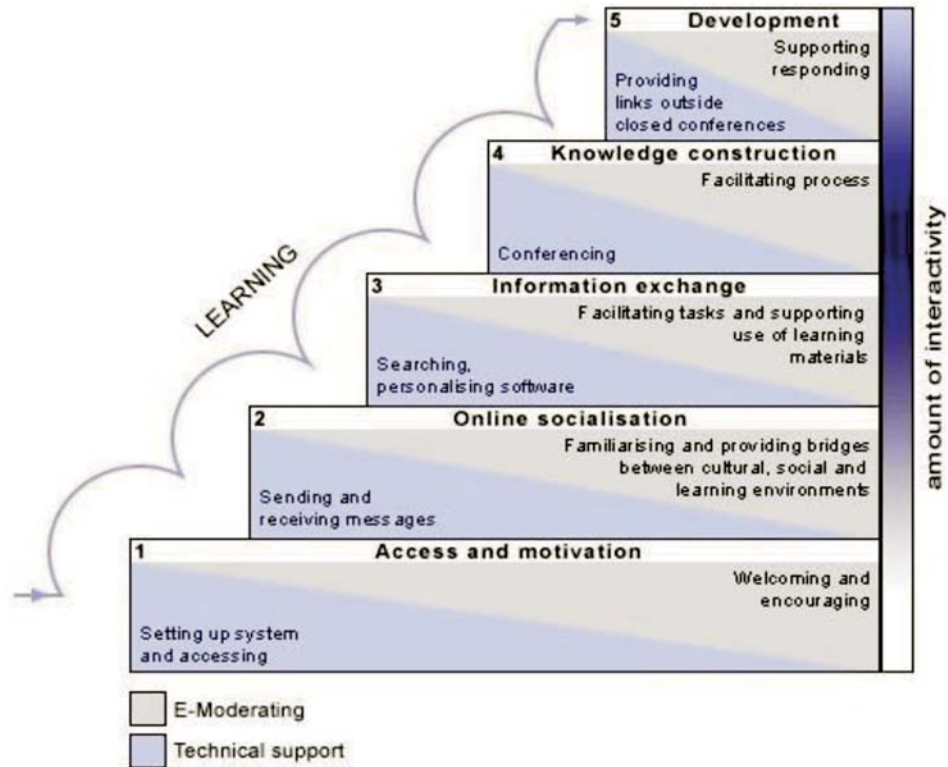 5 Development
Supporting
responding
Providing
links outside
closed conferences
4 Knowledge construction
Facilitating process
Conferencing
3 Information exchange
Facilitating tasks and supporting
use of learning
materials
Searching,
personalising software
2 Online socialisation
Familiarising and providing bridges
between cultural, social and
learning environments
Sending and
receiving messages
1 Access and motivation
Welcoming and
encouraging
Setting up system
and accessing
LEARNING
amount of interactivity
E-Moderating
Technical support